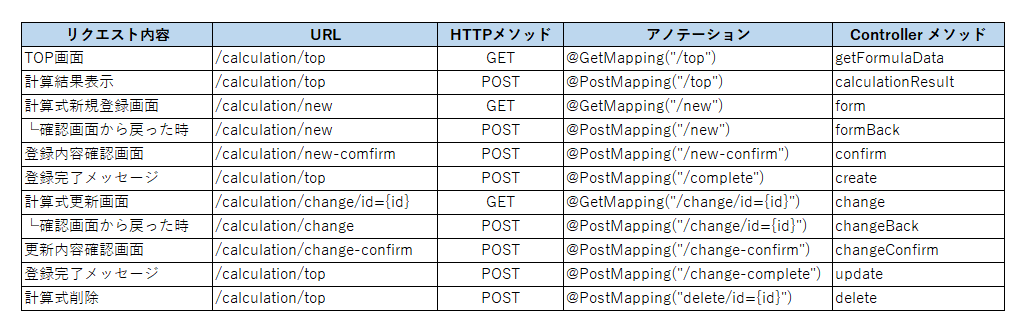 リクエスト内容 URL HTTPメソッド アノテーション Controller メソッド
TOP画面 /calculation/top GET @GetMapping("/top") getFormulaData
計算結果表示 /calculation/top POST @PostMapping("/top") calculationResult
計算式新規登録画面 /calculation/new GET @GetMapping("/new") form
└確認画面から戻った時 /calculation/new POST @PostMapping("/new") formBack
登録内容確認画面 /calculation/new-comfirm POST @PostMapping("/new-confirm") confirm
登録完了メッセージ /calculation/top POST @PostMapping("/complete") create
計算式更新画面 /calculation/change/id={id} GET @GetMapping("/change/id={id}") change
└確認画面から戻った時 /calculation/change POST @PostMapping("/change/id={id}") changeBack
更新内容確認画面 /calculation/change-confirm POST @PostMapping("/change-confirm") changeConfirm
登録完了メッセージ /calculation/top POST @PostMapping("/change-complete") update
計算式削除 /calculation/top POST @PostMapping("delete/id={id}") delete